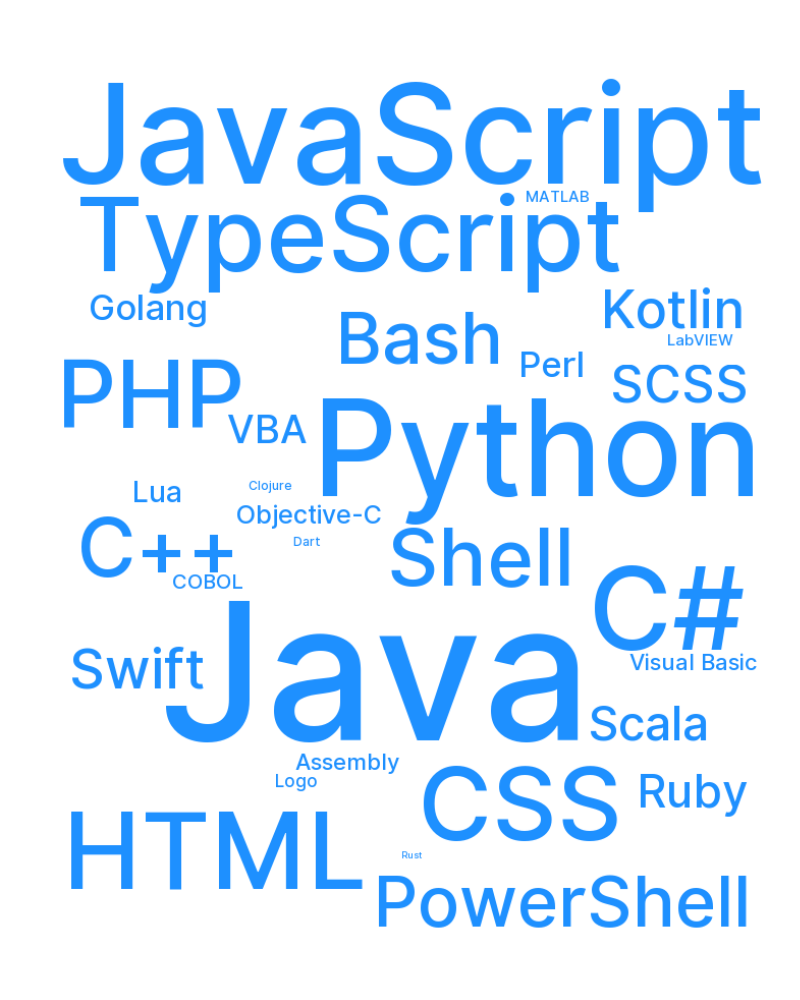 JavaScript
MATLAB
TypeScript
Golang
Kotlin
Bash
LabVIEW
Perl
SCSS
PHP
VBA
Python
Clojure
Lua
Objective-C
Dart
C++
Shell
COBOL
C#
Java
Swift
Visual Basic
Scala
Assembly
Logo
CSS
Ruby
HTML
Rust
PowerShell